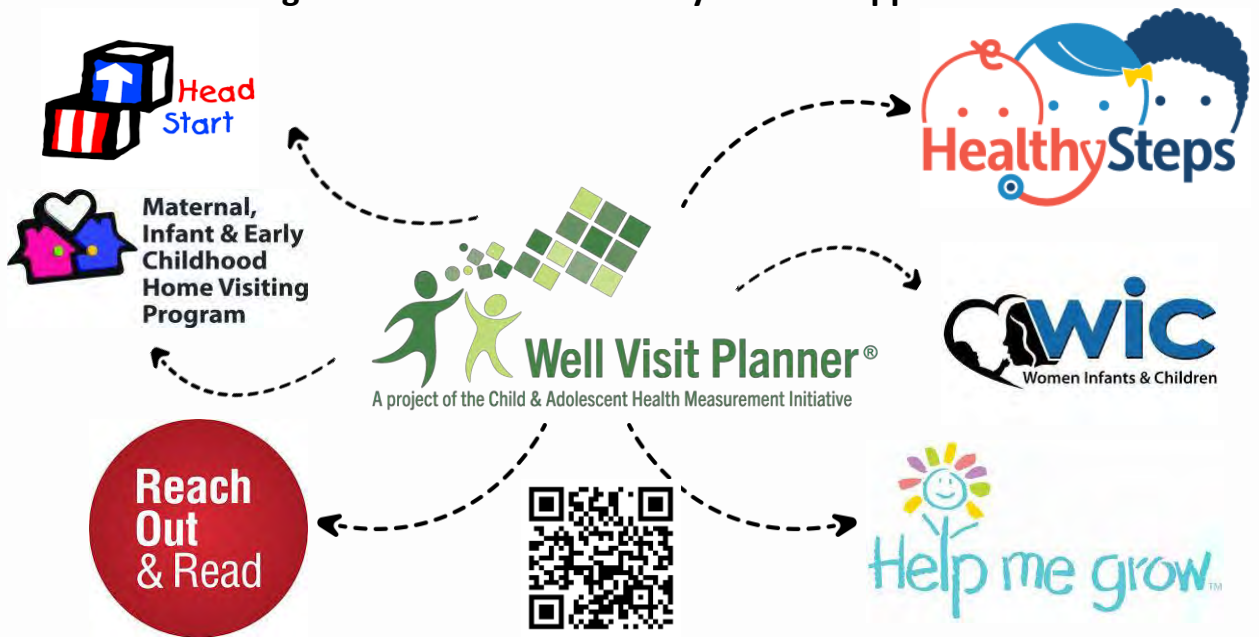 Head
Start
HealthySteps
Maternal,
Infant & Early
Childhood
Home Visiting
Program
Well Visit Planner®
A project of the Child & Adolescent Health Measurement Initiative
wic
Women Infants & Children
Reach
Out
& Read
Help me grow™